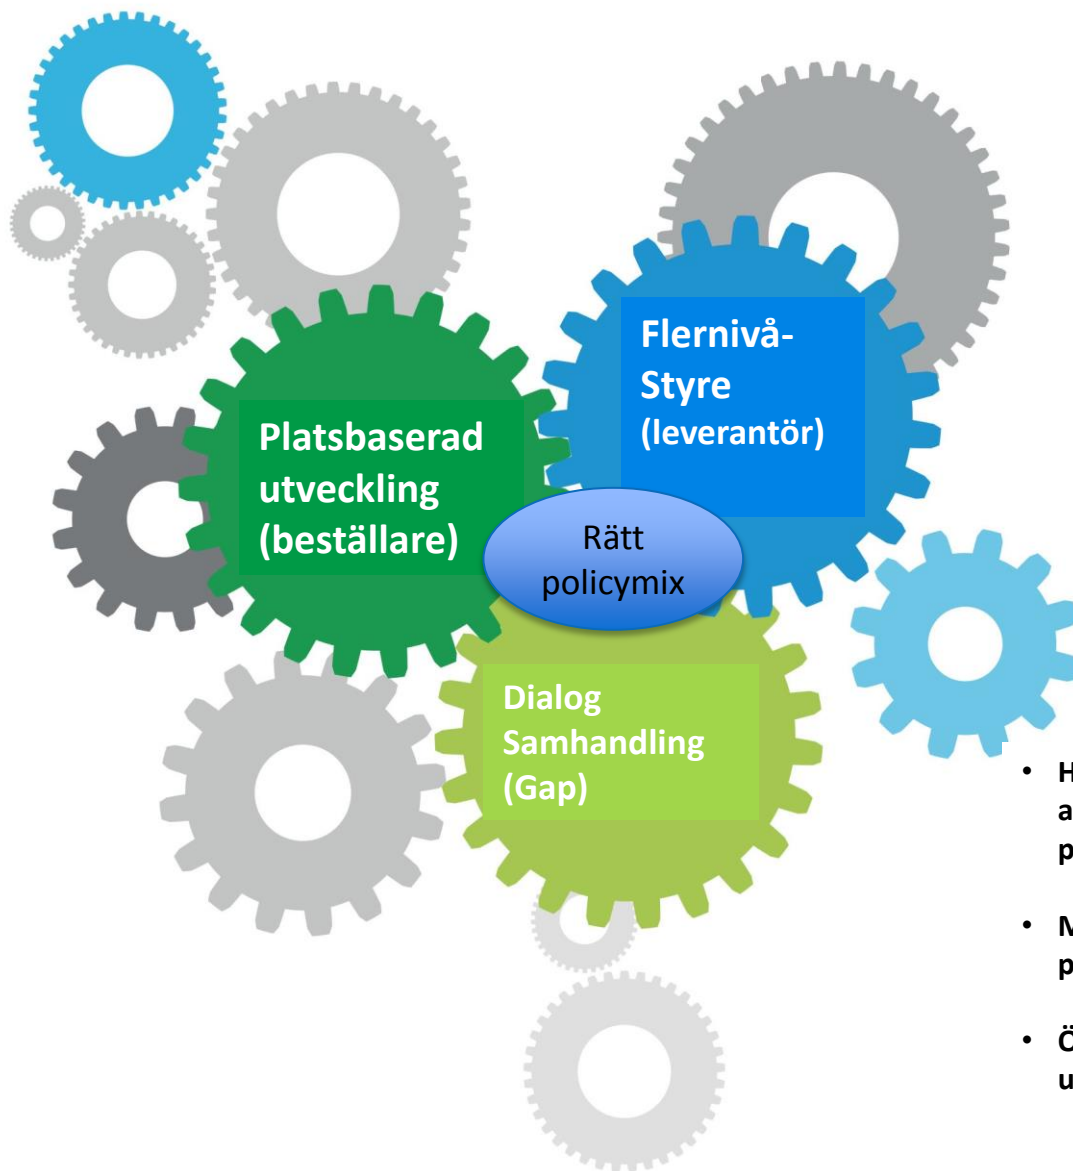 Flernivå-
Styre
(leverantör)
Platsbaserad
utveckling
(beställare)
Rätt
policymix
Dialog
Samhandling
(Gap)